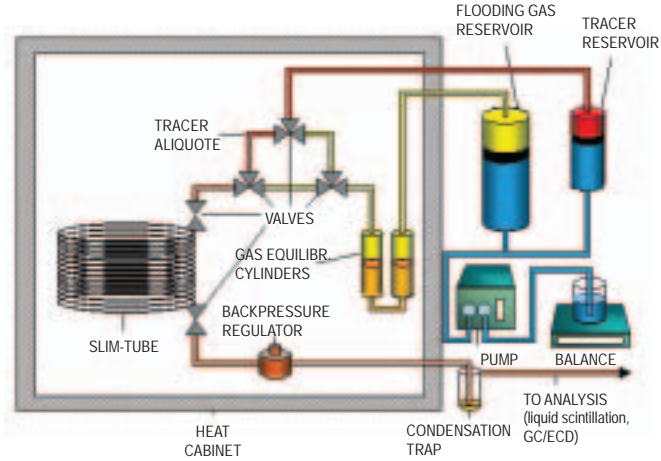 FLOODING GAS
RESERVOIR
TRACER
RESERVOIR
TRACER
ALIQUOTE
VALVES
GAS EQUILIBR.
CYLINDERS
BACKPRESSURE
REGULATOR
SLIM-TUBE
PUMP
BALANCE
TO ANALYSIS
(liquid scintillation,
GC/ECD)
HEAT
CABINET
CONDENSATION
TRAP